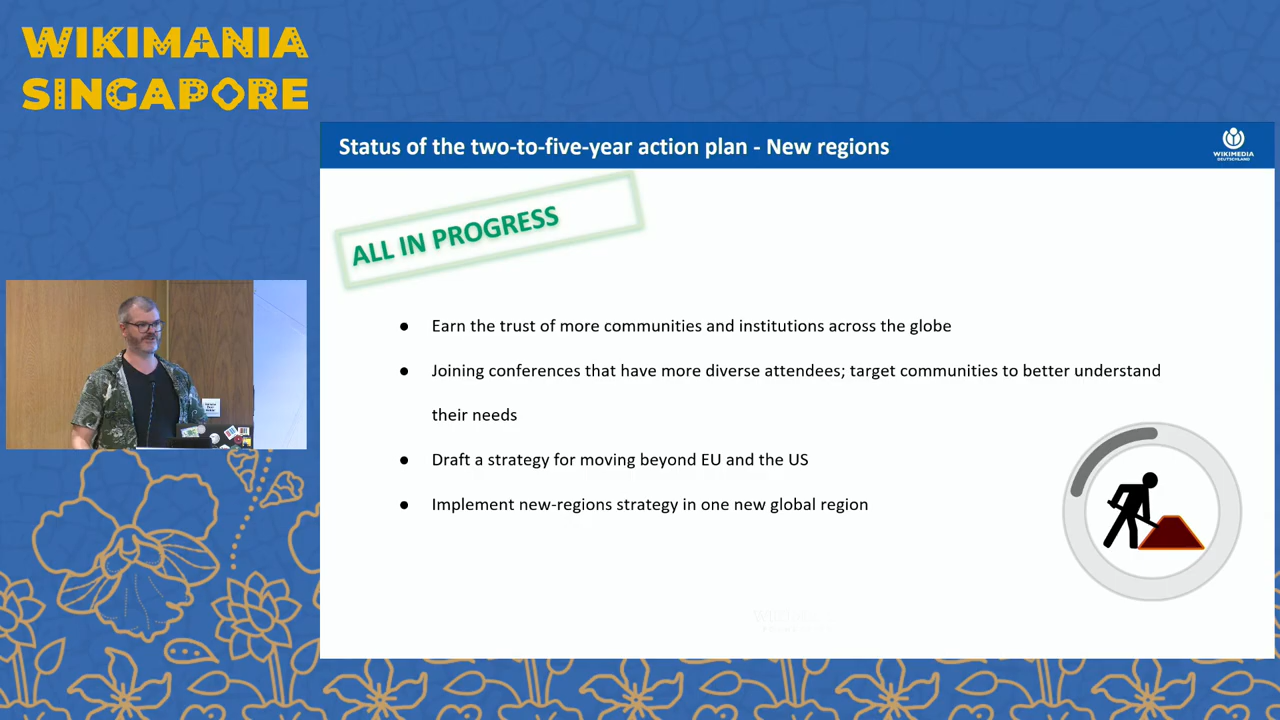 WIKIMANIA
SINGAPORE
Status of the two-to-five-year action plan - New regions
WIKIMEDIA
DEUTSCHLAND
ALL IN PROGRESS
● Earn the trust of more communities and institutions across the globe
● Joining conferences that have more diverse attendees; target communities to better understand
their needs
● Draft a strategy for moving beyond EU and the US
● Implement new-regions strategy in one new global region